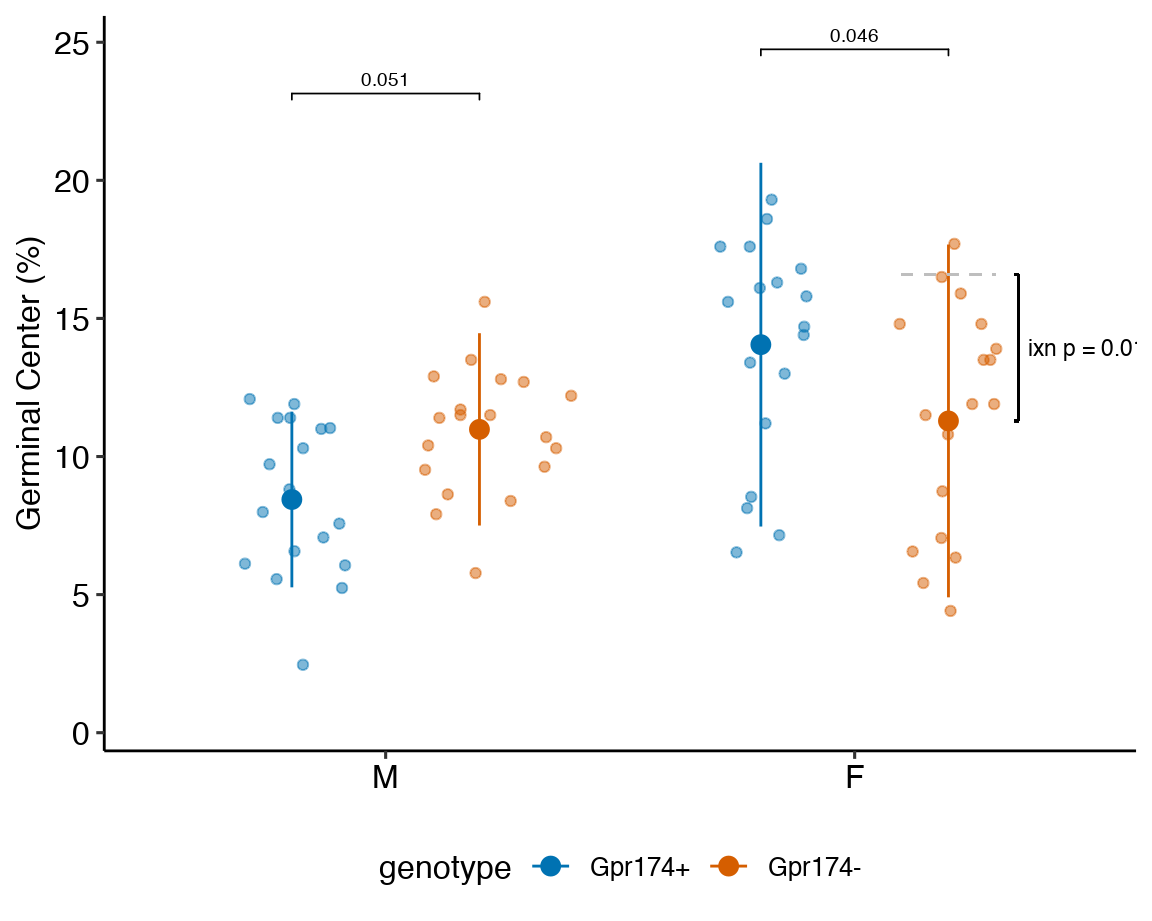 0.046
25
0.051
20
ixn p = 0.0
15
10
5
0
Germinal Center (%)
M F
genotype Gpr174+ Gpr174-